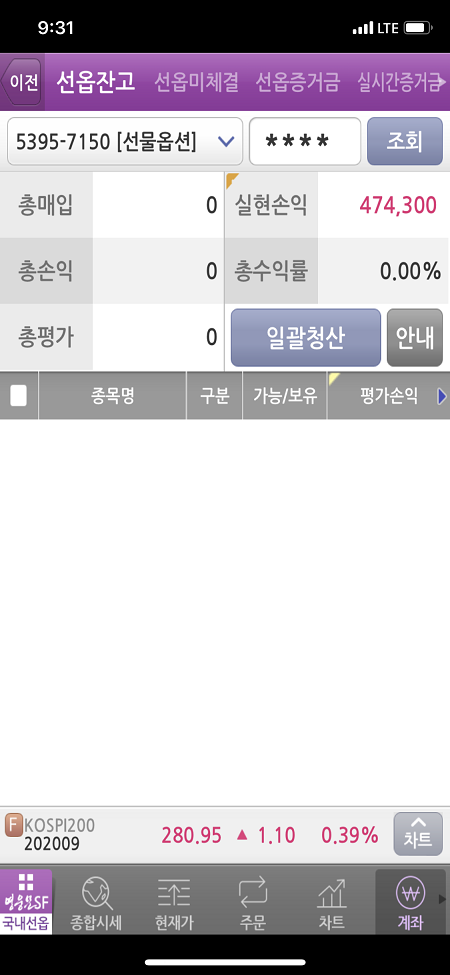 9:31 LTE
이전 선옵잔고 선옵미체결 선옵증거금 실시간증거금
5395-7150 [선물옵션] **** 조회
총매입 0 실현손익 474,300
총손익 0 총수익률 0.00%
총평가 0 일괄청산 안내
종목명 구분 가능/보유 평가손익
F KOSPI200 280.95 ▲ 1.10 0.39% 차트
202009
영웅문SF
국내선옵 종합시세 현재가 주문 차트 계좌